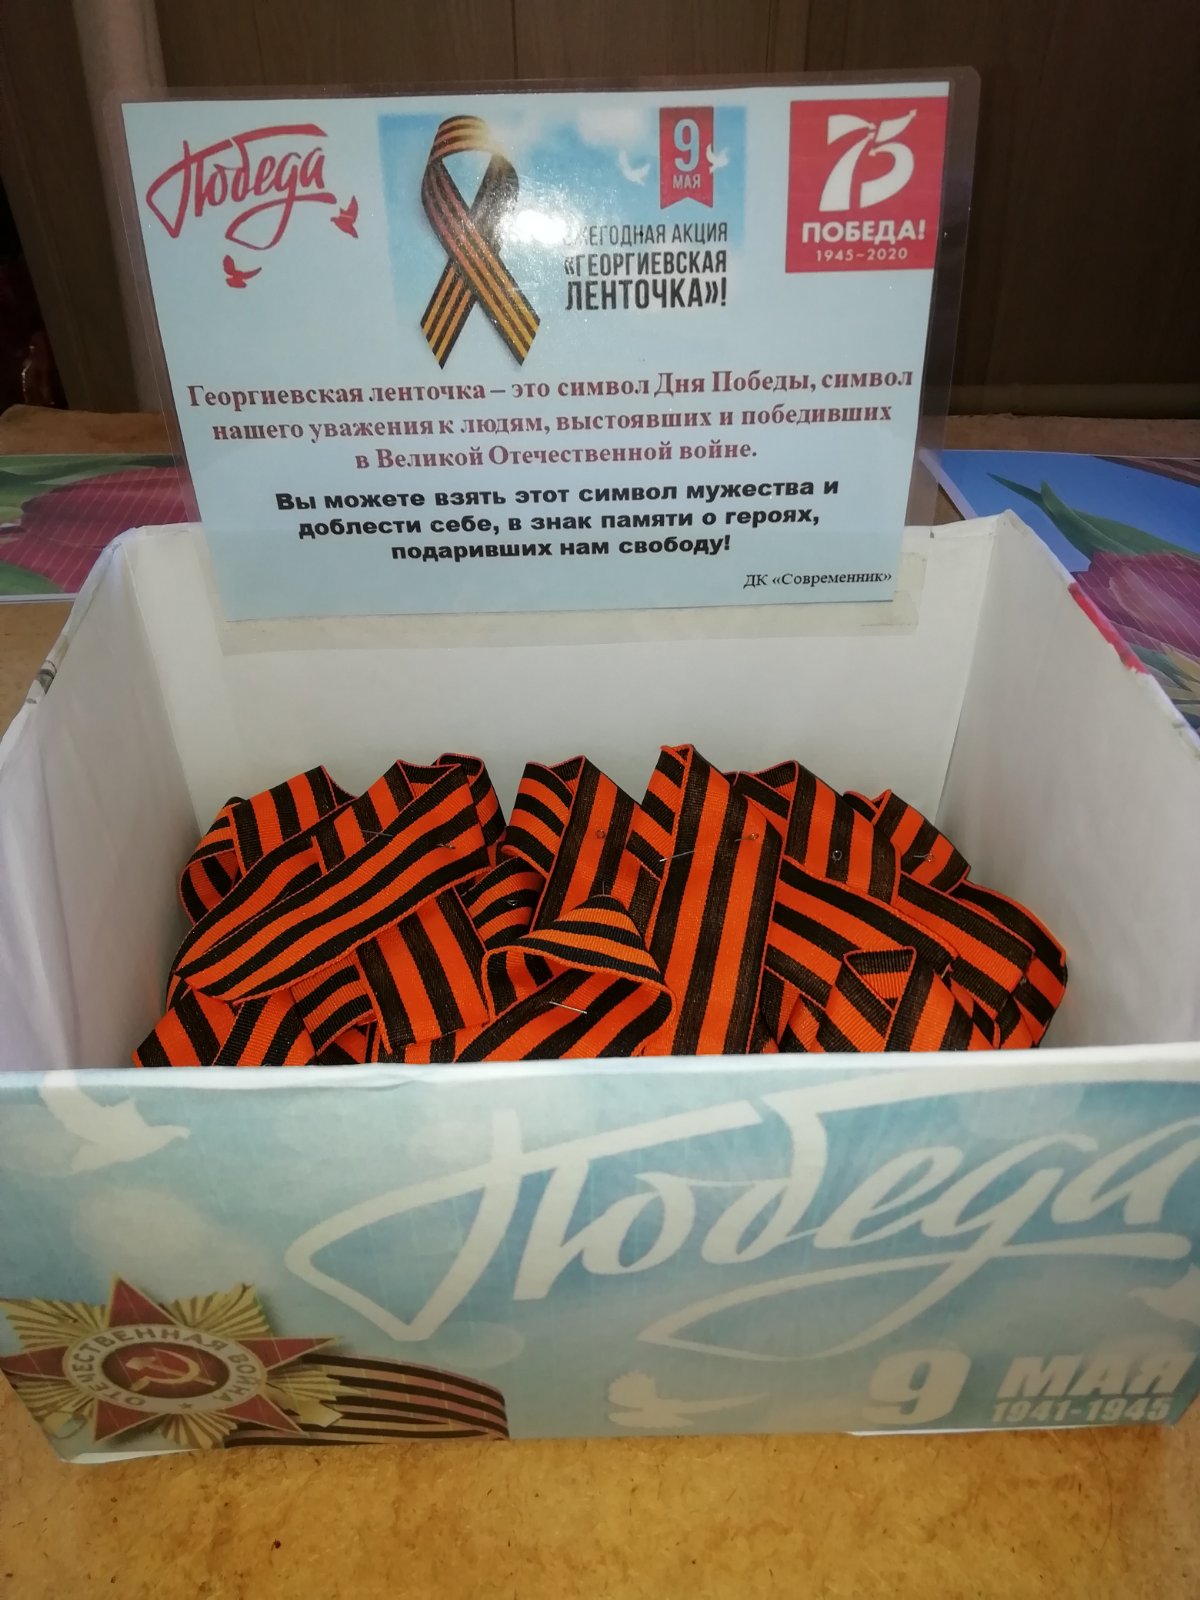 Победа
9
МАЯ
ЕЖЕГОДНАЯ АКЦИЯ
«ГЕОРГИЕВСКАЯ
ЛЕНТОЧКА»!
75
ПОБЕДА!
1945-2020
Георгиевская ленточка – это символ Дня Победы, символ
нашего уважения к людям, выстоявших и победивших
в Великой Отечественной войне.
Вы можете взять этот символ мужества и
доблести себе, в знак памяти о героях,
подаривших нам свободу!
ДК «Современник»
Победа
ОТЕЧЕСТВЕННАЯ ВОЙНА
9 МАЯ
1941-1945